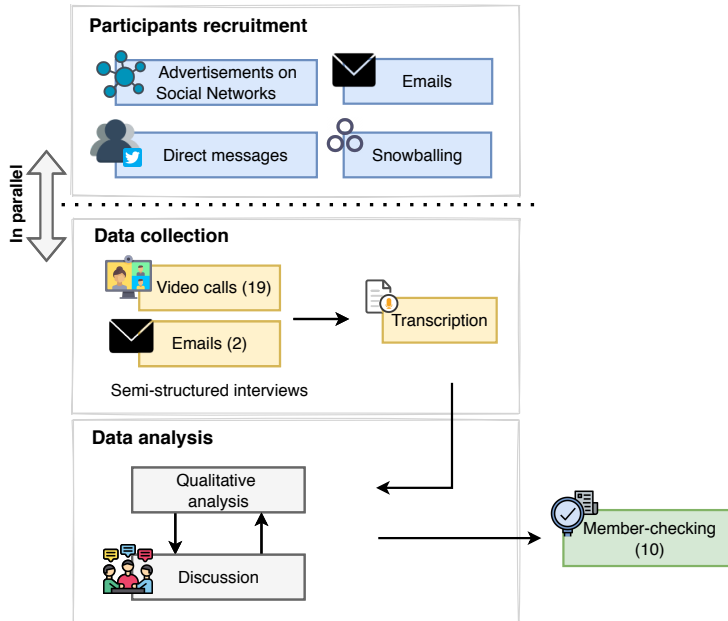 Participants recruitment
Advertisements on
Social Networks
Emails
Direct messages
Snowballing
In parallel
Data collection
Video calls (19)
Emails (2)
Transcription
Semi-structured interviews
Data analysis
Qualitative
analysis
Discussion
Member-checking
(10)